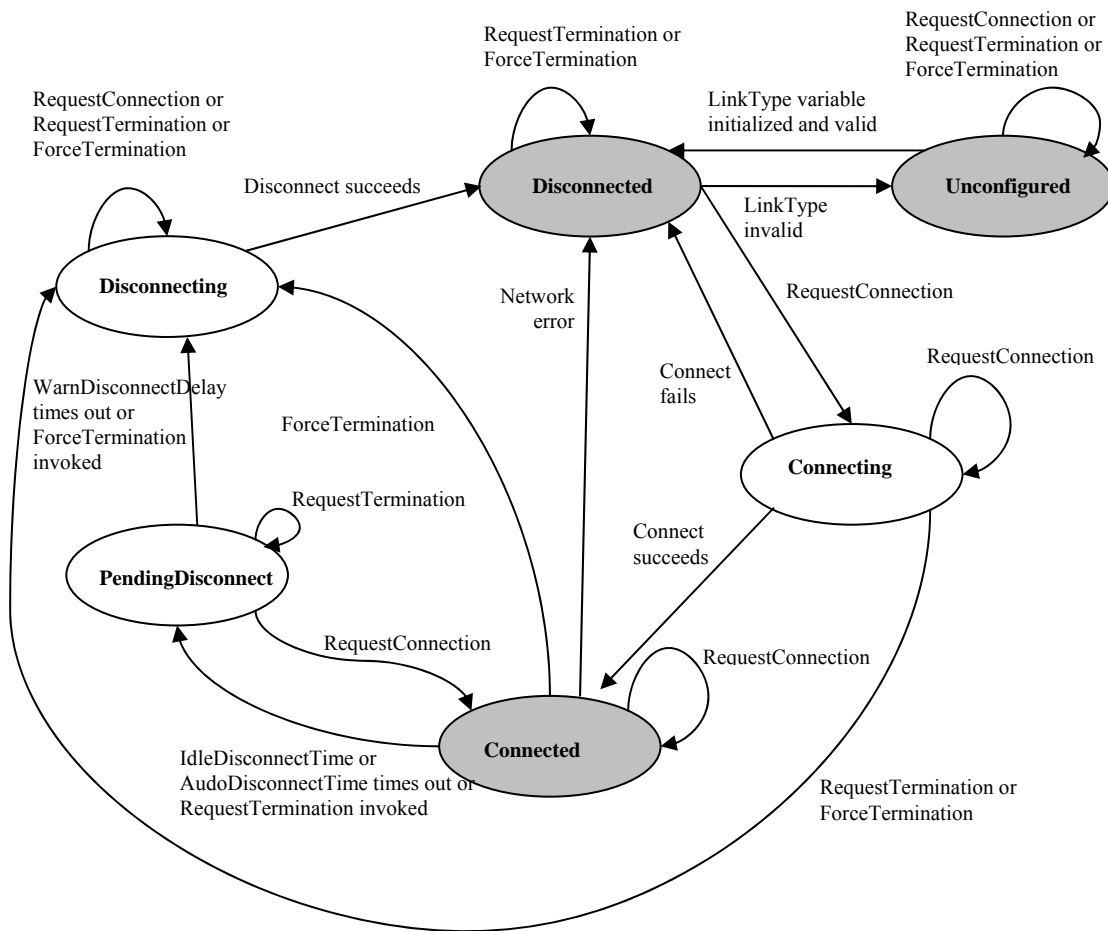 RequestTermination or
ForceTermination
RequestConnection or
RequestTermination or
ForceTermination
RequestConnection or
RequestTermination or
ForceTermination
LinkType variable
initialized and valid
Disconnect succeeds
Disconnected
Unconfigured
LinkType
invalid
Disconnecting
Network
error
RequestConnection
RequestConnection
WarnDisconnectDelay
times out or
ForceTermination
invoked
Connect
fails
ForceTermination
Connecting
RequestTermination
Connect
succeeds
PendingDisconnect
RequestConnection
RequestConnection
Connected
IdleDisconnectTime or
AudoDisconnectTime times out or
RequestTermination invoked
RequestTermination or
ForceTermination